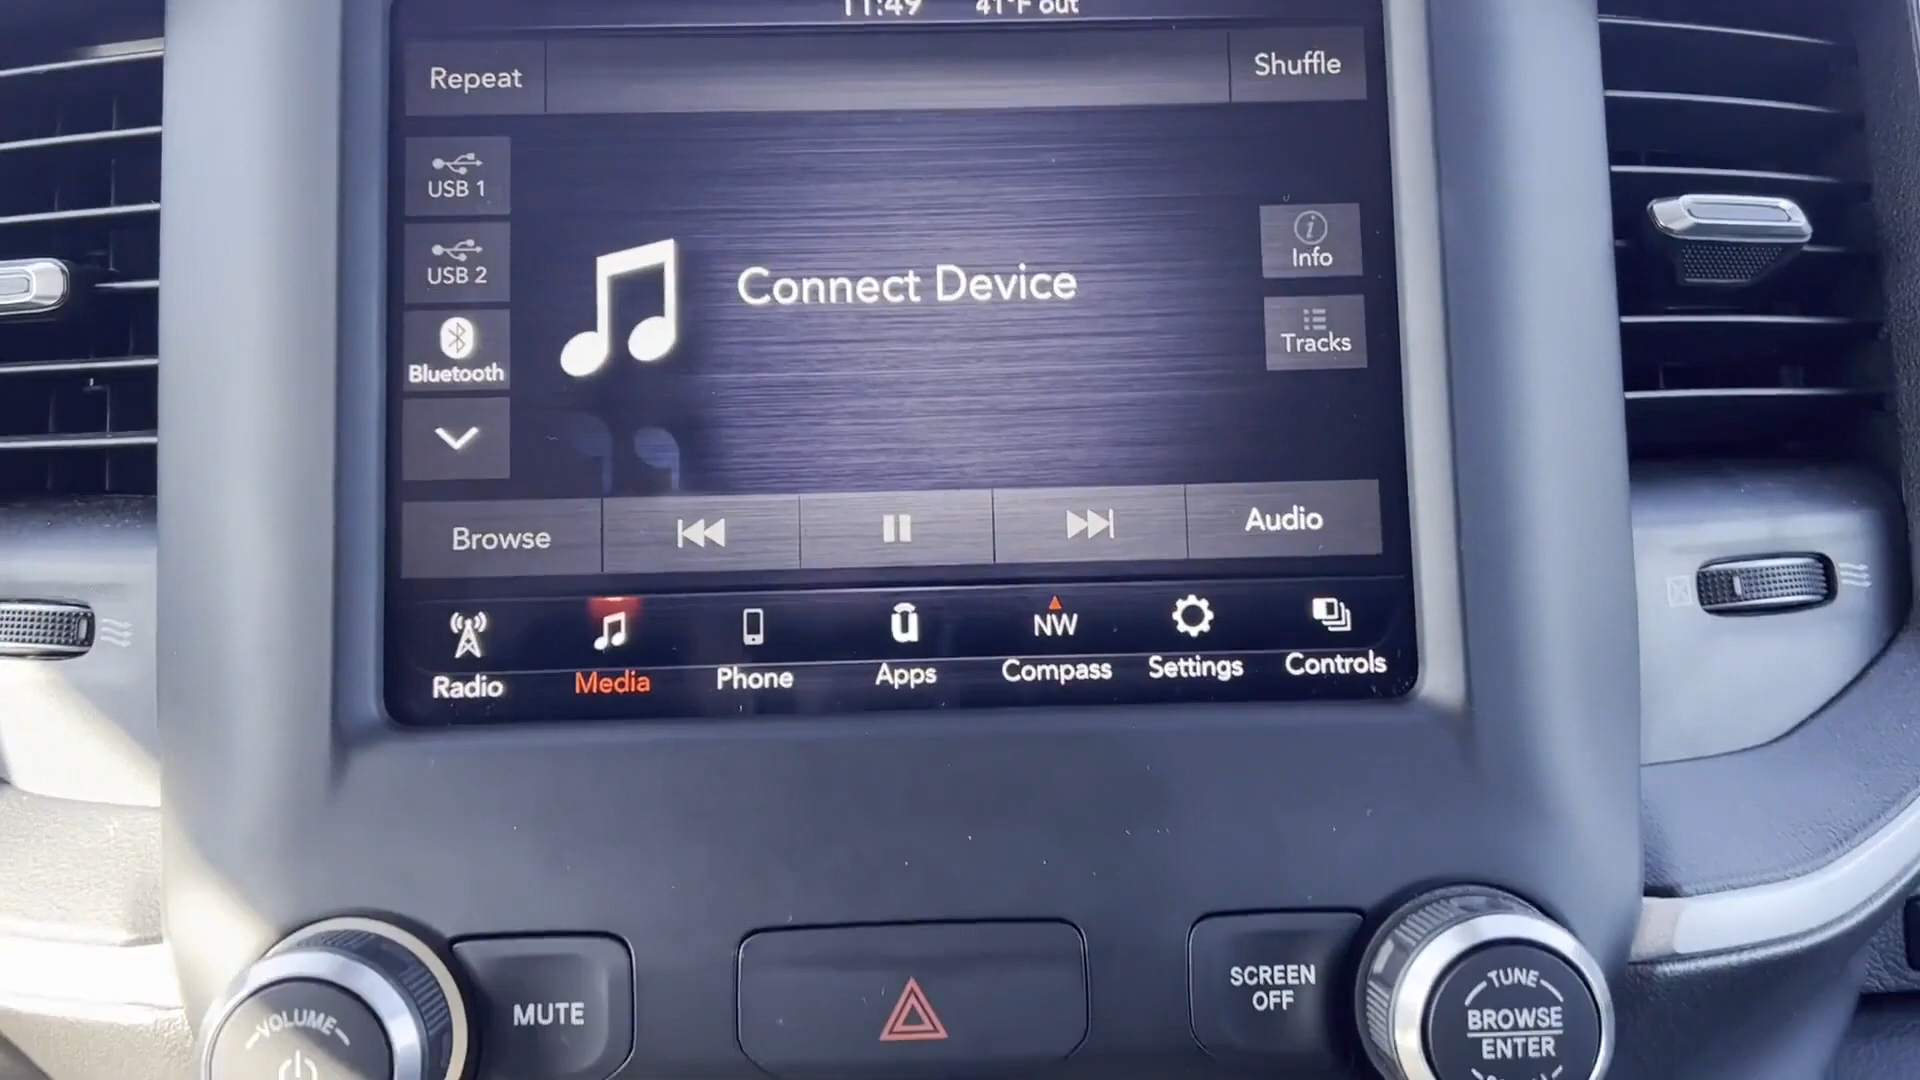 11:49 41°F out
Repeat
Shuffle
USB 1
USB 2
Bluetooth
Connect Device
Info
Tracks
Browse
Audio
NW
Radio
Media
Phone
Apps
Compass
Settings
Controls
VOLUME
MUTE
SCREEN
OFF
TUNE
BROWSE
ENTER